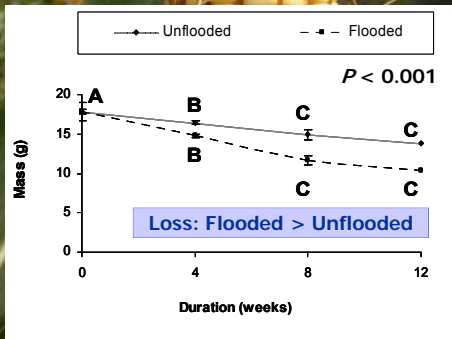 Unflooded Flooded
P < 0.001
20
15
10
5
0
Mass (g)
A
B
B
C
C
C
C
Loss: Flooded > Unflooded
0 4 8 12
Duration (weeks)